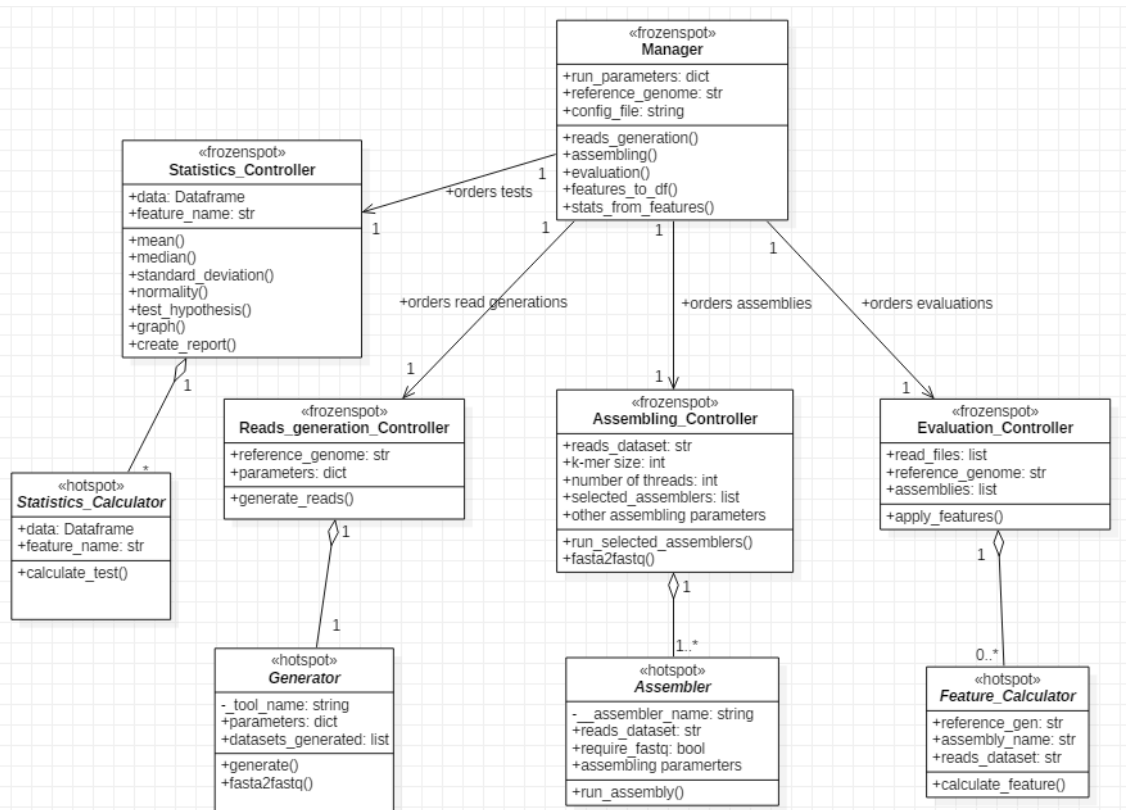 «frozenspot»
Manager
+run_parameters: dict
+reference_genome: str
+config_file: string
+reads_generation()
+assembling()
+evaluation()
+features_to_df()
+stats_from_features()
«frozenspot»
Statistics_Controller
+data: Dataframe
+feature_name: str
+mean()
+median()
+standard_deviation()
+normality()
+test_hypothesis()
+graph()
+create_report()
1
+orders tests
1
1
+orders read generations
1
1
+orders assemblies
1
1
+orders evaluations
1
1
*
«hotspot»
Statistics_Calculator
+data: Dataframe
+feature_name: str
+calculate_test()
«frozenspot»
Reads_generation_Controller
+reference_genome: str
+parameters: dict
+generate_reads()
1
1
«hotspot»
Generator
-_tool_name: string
+parameters: dict
+datasets_generated: list
+generate()
+fasta2fastq()
«frozenspot»
Assembling_Controller
+reads_dataset: str
+k-mer size: int
+number of threads: int
+selected_assemblers: list
+other assembling parameters
+run_selected_assemblers()
+fasta2fastq()
1
1..*
«hotspot»
Assembler
-__assembler_name: string
+reads_dataset: str
+require_fastq: bool
+assembling paramerters
+run_assembly()
«frozenspot»
Evaluation_Controller
+read_files: list
+reference_genome: str
+assemblies: list
+apply_features()
1
0..*
«hotspot»
Feature_Calculator
+reference_gen: str
+assembly_name: str
+reads_dataset: str
+calculate_feature()